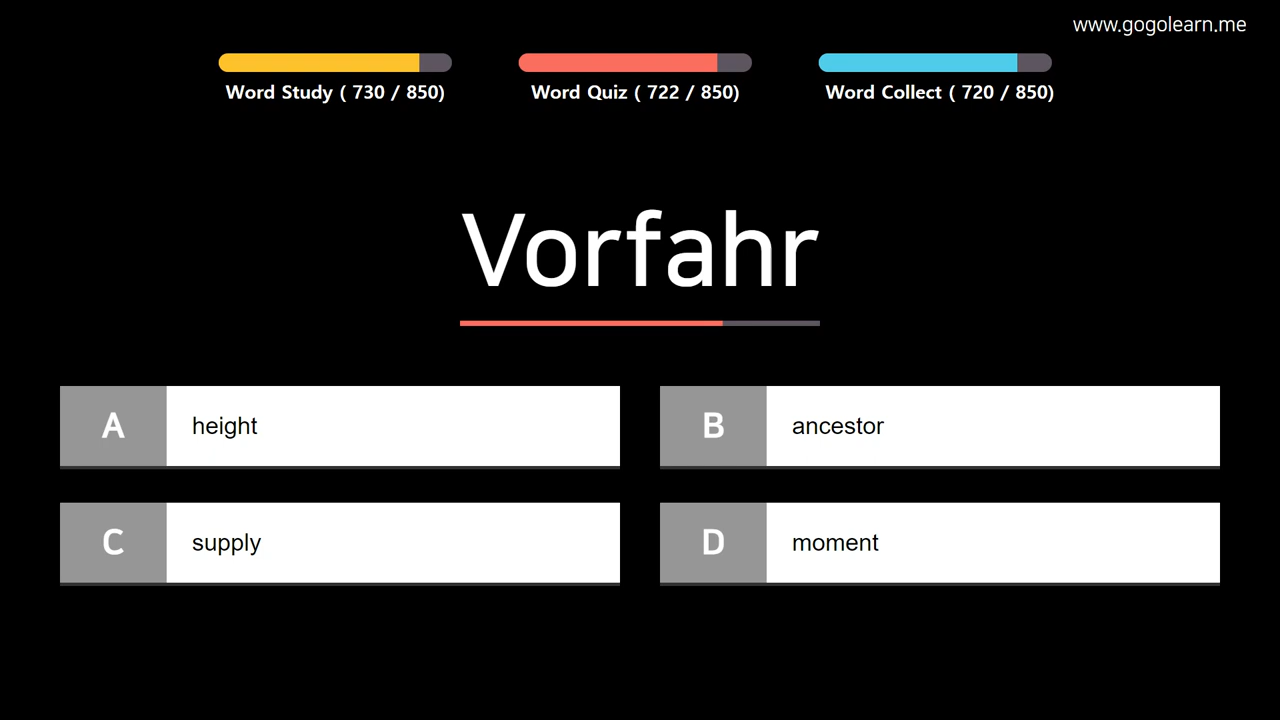 www.gogolearn.me
Word Study ( 730 / 850)
Word Quiz ( 722 / 850)
Word Collect ( 720 / 850)
Vorfahr
A height
B ancestor
C supply
D moment